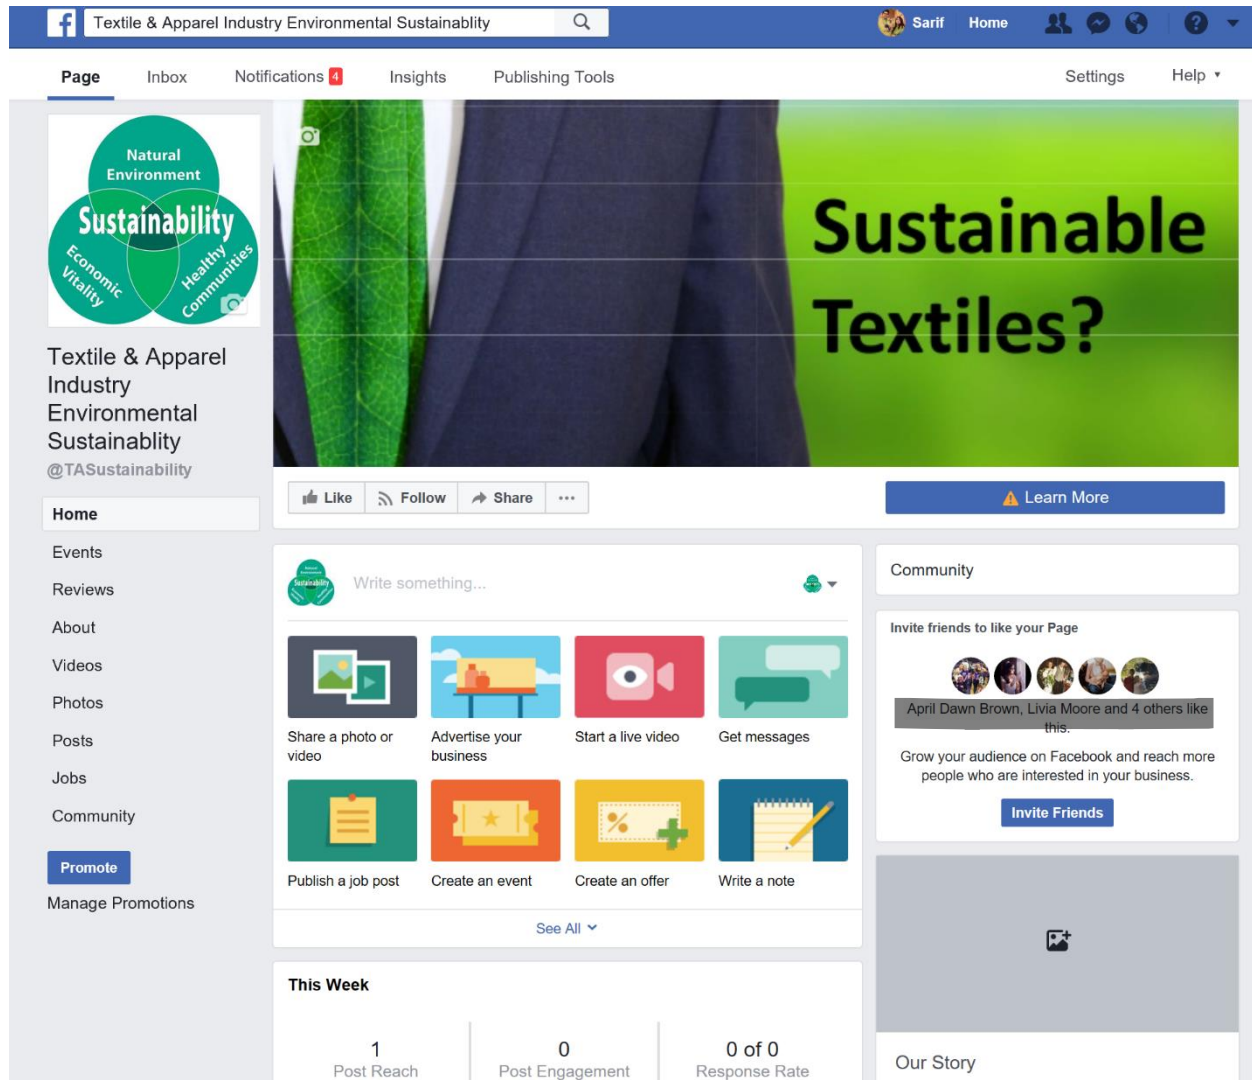 Textile & Apparel Industry Environmental Sustainablity
Sarif
Home
Page
Inbox
Notifications 4
Insights
Publishing Tools
Settings
Help
Natural
Environment
Sustainability
Economic
Vitality
Healthy
Communities
Sustainable
Textiles?
Textile & Apparel
Industry
Environmental
Sustainablity
@TASustainability
Like
Follow
Share
Learn More
Home
Events
Reviews
About
Videos
Photos
Posts
Jobs
Community
Promote
Manage Promotions
Sustainability
Write something...
Share a photo or
video
Advertise your
business
Start a live video
Get messages
Publish a job post
Create an event
Create an offer
Write a note
See All
This Week
1
Post Reach
0
Post Engagement
0 of 0
Response Rate
Community
Invite friends to like your Page
April Dawn Brown, Livia Moore and 4 others like
this.
Grow your audience on Facebook and reach more
people who are interested in your business.
Invite Friends
Our Story